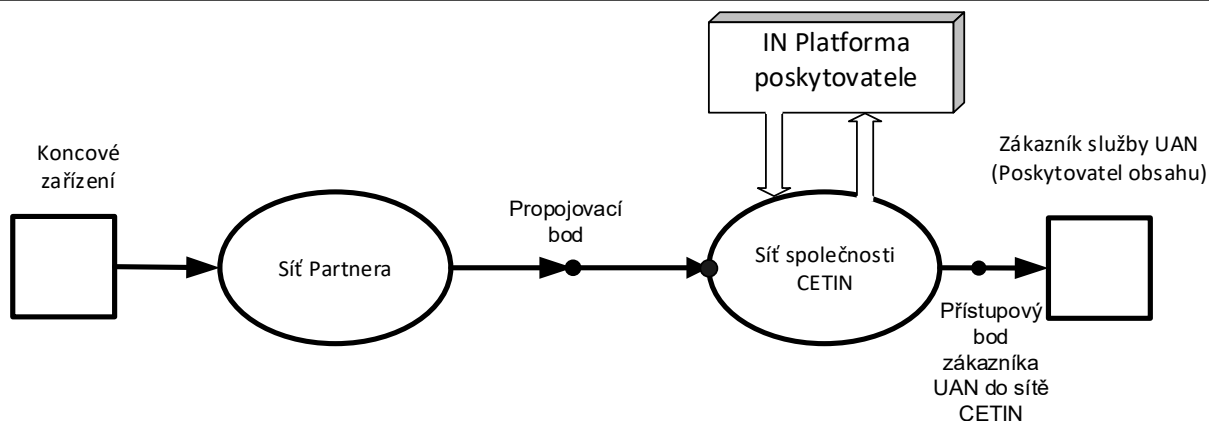 IN Platforma
poskytovatele
Koncové
zařízení
Zákazník služby UAN
(Poskytovatel obsahu)
Propojovací
bod
Síť Partnera
Síť společnosti
CETIN
Přístupový
bod
zákazníka
UAN do sítě
CETIN